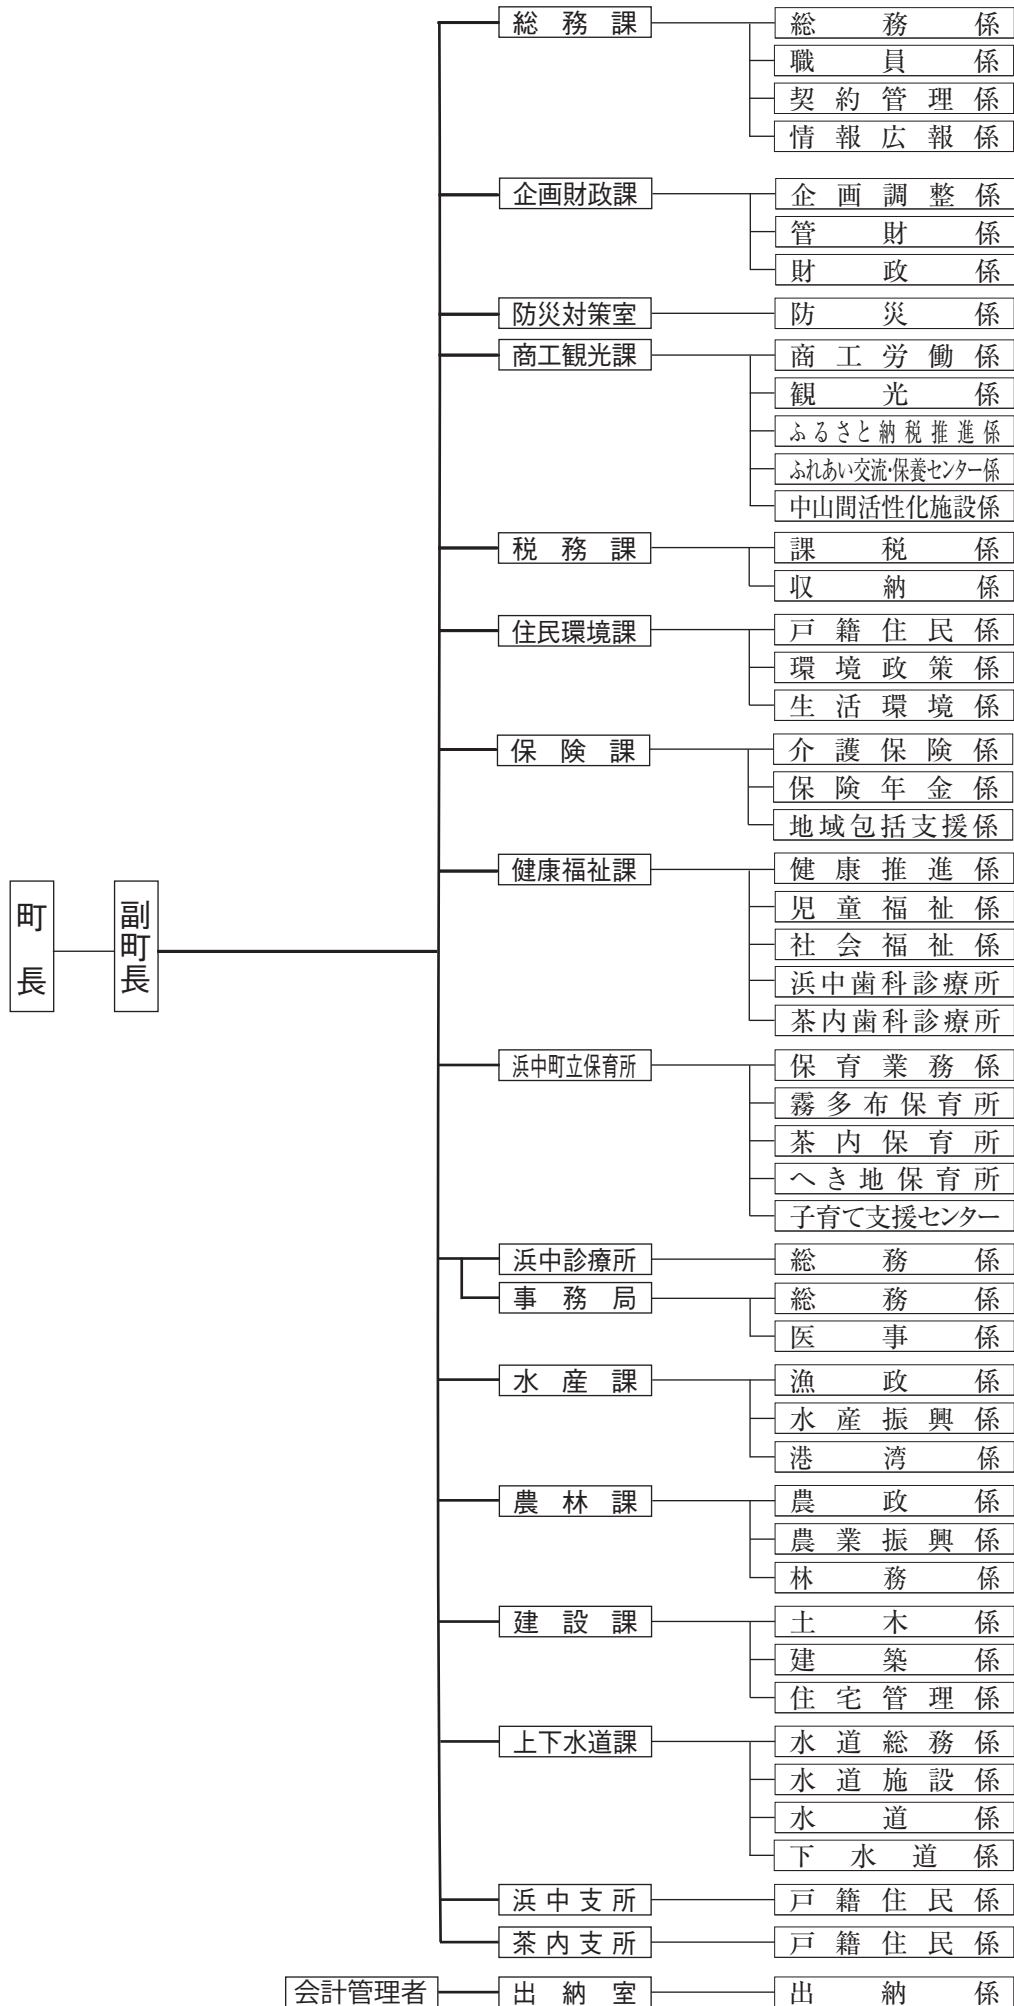 総務課
総務係
職員係
契約管理係
情報広報係
企画財政課
企画調整係
管財係
財政係
防災対策室
防災係
商工観光課
商工労働係
観光係
ふるさと納税推進係
ふれあい交流・保養センター係
中山間活性化施設係
税務課
課税係
収納係
住民環境課
戸籍住民係
環境政策係
生活環境係
保険課
介護保険係
保険年金係
地域包括支援係
町長
副町長
健康福祉課
健康推進係
児童福祉係
社会福祉係
浜中歯科診療所
茶内歯科診療所
浜中町立保育所
保育業務係
霧多布保育所
茶内保育所
へき地保育所
子育て支援センター
浜中診療所
総務係
事務局
総務係
医事係
水産課
漁政係
水産振興係
港湾係
農林課
農政係
農業振興係
林務係
建設課
土木係
建築係
住宅管理係
上下水道課
水道総務係
水道施設係
水道係
下水道係
浜中支所
戸籍住民係
茶内支所
戸籍住民係
会計管理者
出納室
出納係